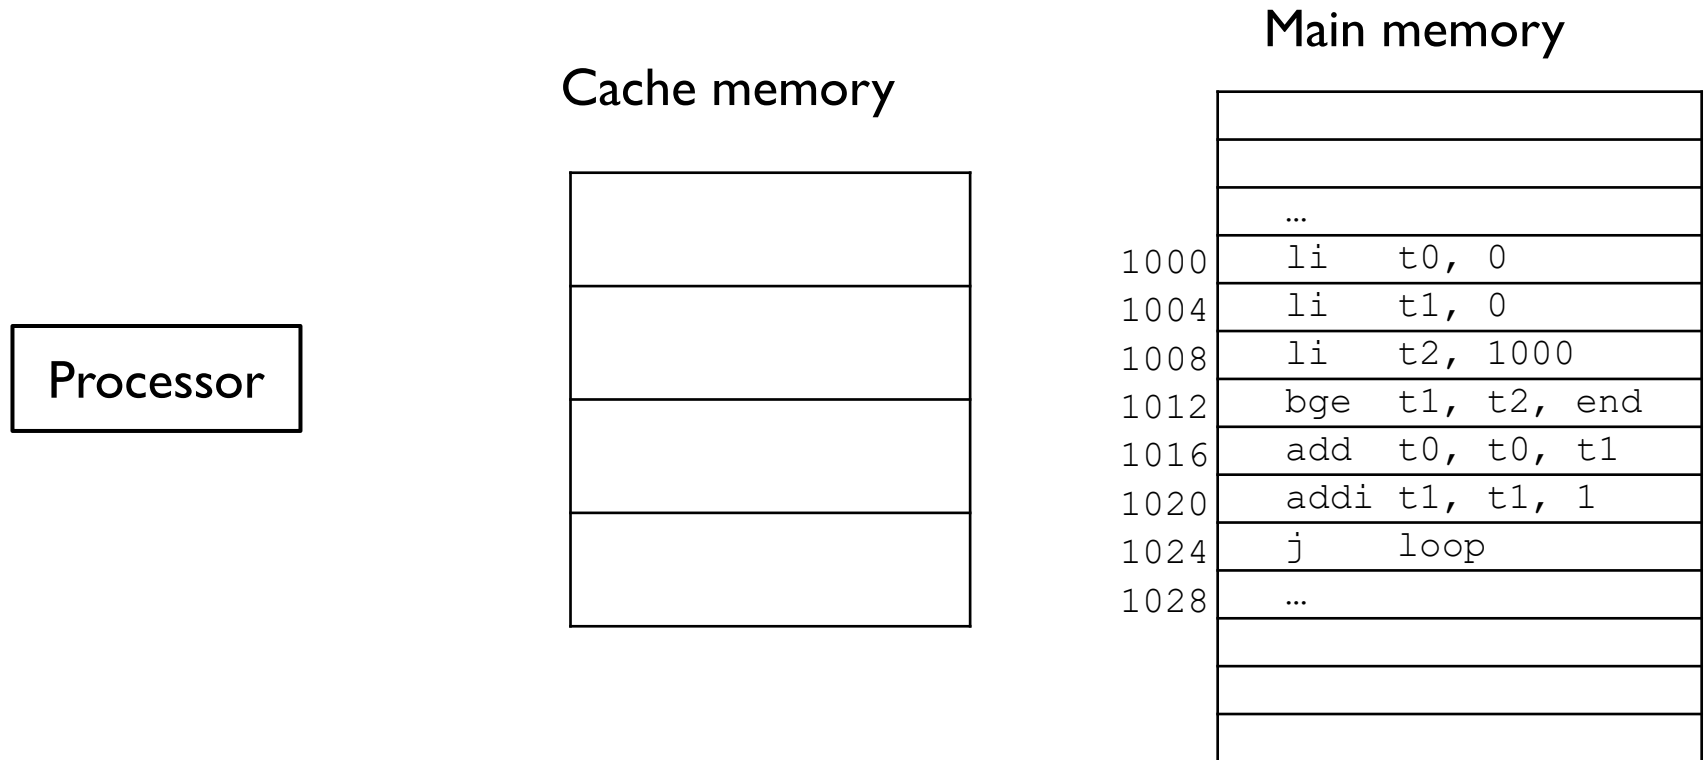 Main memory
Cache memory
Processor
…
1000 li t0, 0
1004 li t1, 0
1008 li t2, 1000
1012 bge t1, t2, end
1016 add t0, t0, t1
1020 addi t1, t1, 1
1024 j loop
1028 …